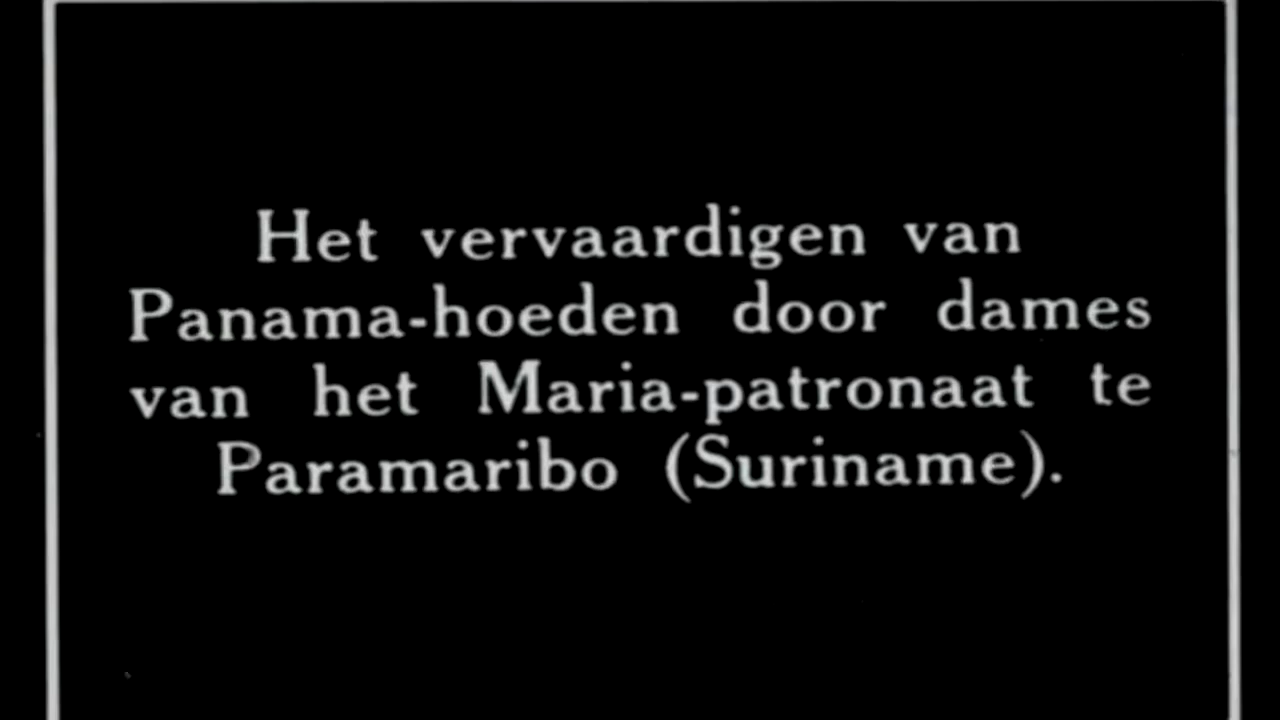 Het vervaardigen van
Panama-hoeden door dames
van het Maria-patronaat te
Paramaribo (Suriname).